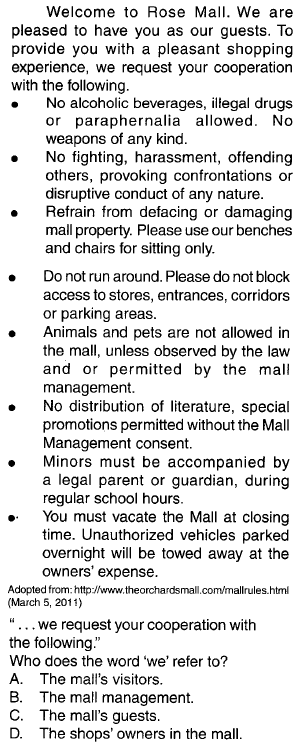 Welcome to Rose Mall. We are
pleased to have you as our guests. To
provide you with a pleasant shopping
experience, we request your cooperation
with the following.
• No alcoholic beverages, illegal drugs
or paraphernalia allowed. No
weapons of any kind.
• No fighting, harassment, offending
others, provoking confrontations or
disruptive conduct of any nature.
• Refrain from defacing or damaging
mall property. Please use our benches
and chairs for sitting only.
• Do not run around. Please do not block
access to stores, entrances, corridors
or parking areas.
• Animals and pets are not allowed in
the mall, unless observed by the law
and or permitted by the mall
management.
• No distribution of literature, special
promotions permitted without the Mall
Management consent.
• Minors must be accompanied by
a legal parent or guardian, during
regular school hours.
• You must vacate the Mall at closing
time. Unauthorized vehicles parked
overnight will be towed away at the
owners' expense.
Adopted from: http://www.theorchardsmall.com/mallrules.html
(March 5, 2011)
“ . . . we request your cooperation with
the following.”
Who does the word ‘we’ refer to?
A. The mall's visitors.
B. The mall management.
C. The mall's guests.
D. The shops' owners in the mall.